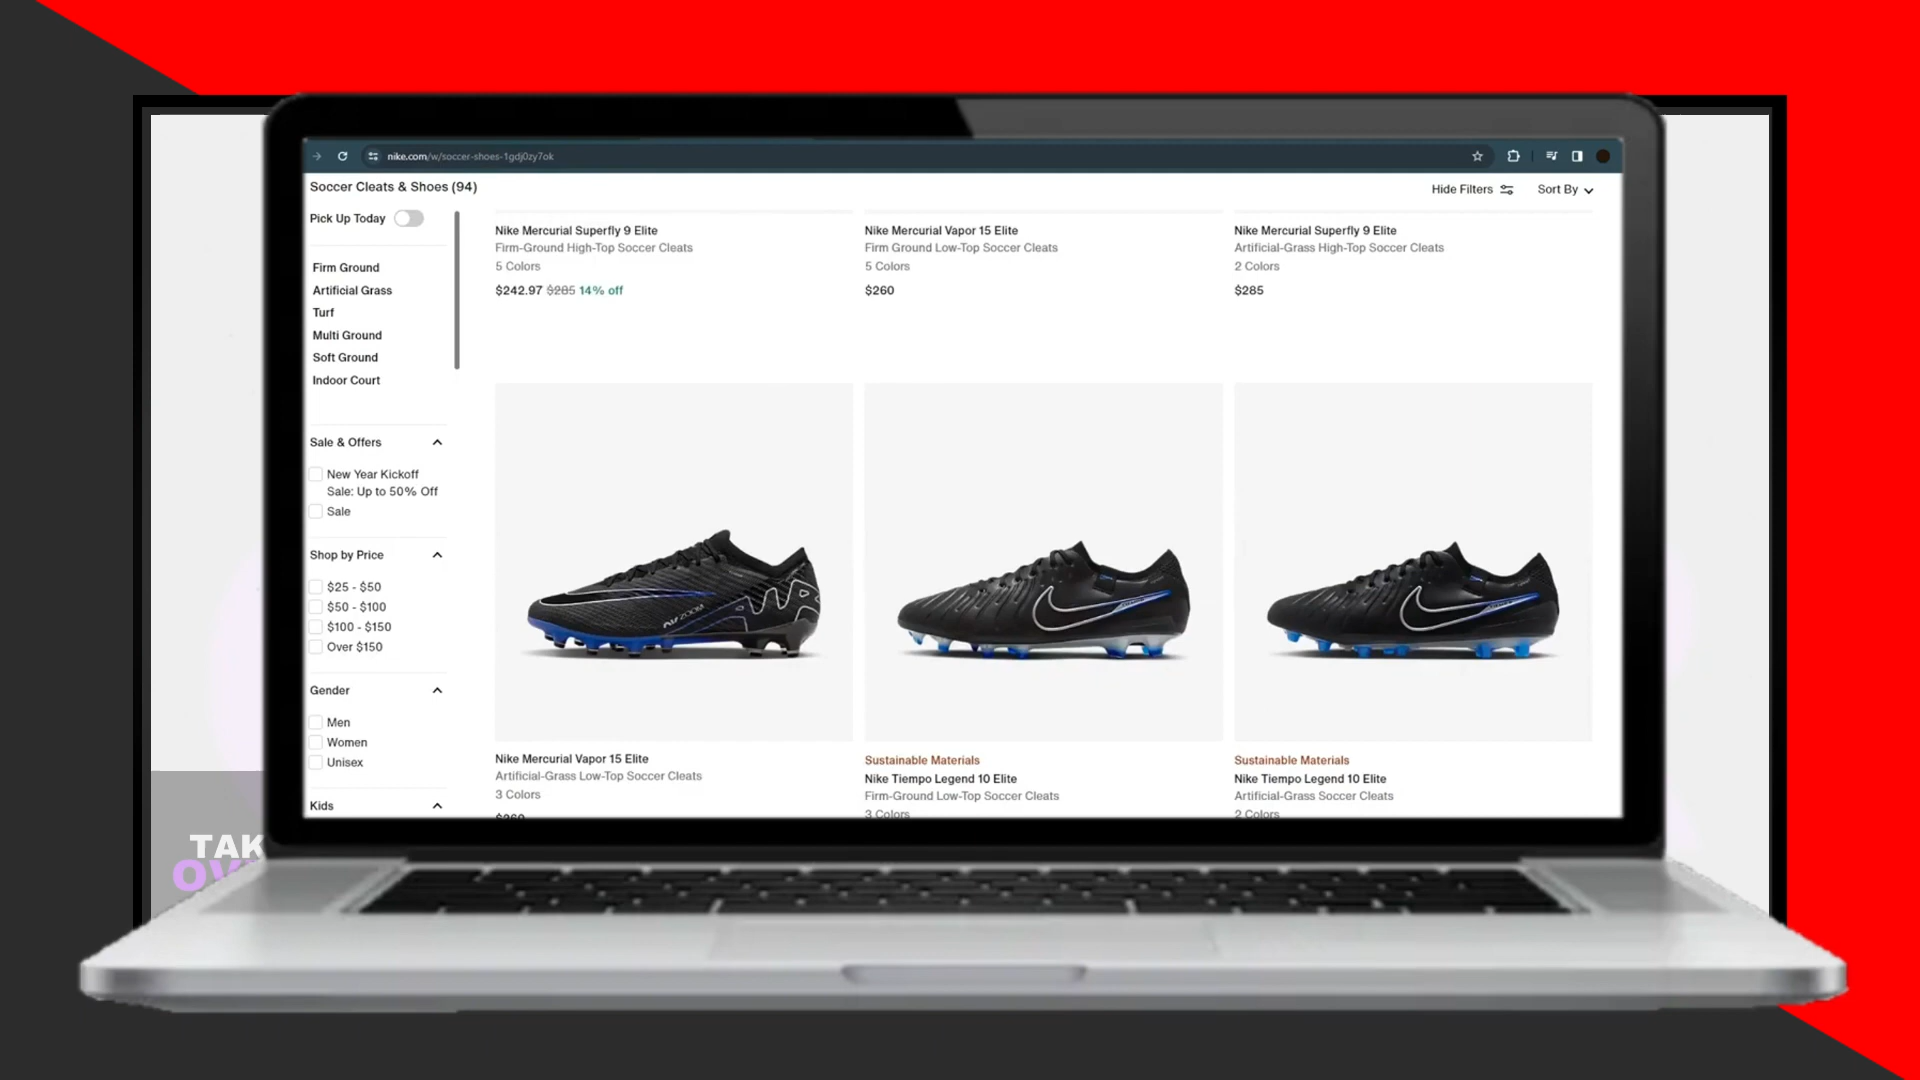 nike.com/w/soccer-shoes-1gdj0zy7ok
Soccer Cleats & Shoes (94)
Hide Filters
Sort By
Pick Up Today
Firm Ground
Artificial Grass
Turf
Multi Ground
Soft Ground
Indoor Court
Sale & Offers
New Year Kickoff
Sale: Up to 50% Off
Sale
Shop by Price
$25 - $50
$50 - $100
$100 - $150
Over $150
Gender
Men
Women
Unisex
Kids
Nike Mercurial Superfly 9 Elite
Firm-Ground High-Top Soccer Cleats
5 Colors
$242.97 $285 14% off
Nike Mercurial Vapor 15 Elite
Firm Ground Low-Top Soccer Cleats
5 Colors
$260
Nike Mercurial Superfly 9 Elite
Artificial-Grass High-Top Soccer Cleats
2 Colors
$285
ZOOM
Nike Mercurial Vapor 15 Elite
Artificial-Grass Low-Top Soccer Cleats
3 Colors
$260
Sustainable Materials
Nike Tiempo Legend 10 Elite
Firm-Ground Low-Top Soccer Cleats
3 Colors
Sustainable Materials
Nike Tiempo Legend 10 Elite
Artificial-Grass Soccer Cleats
2 Colors
TAK